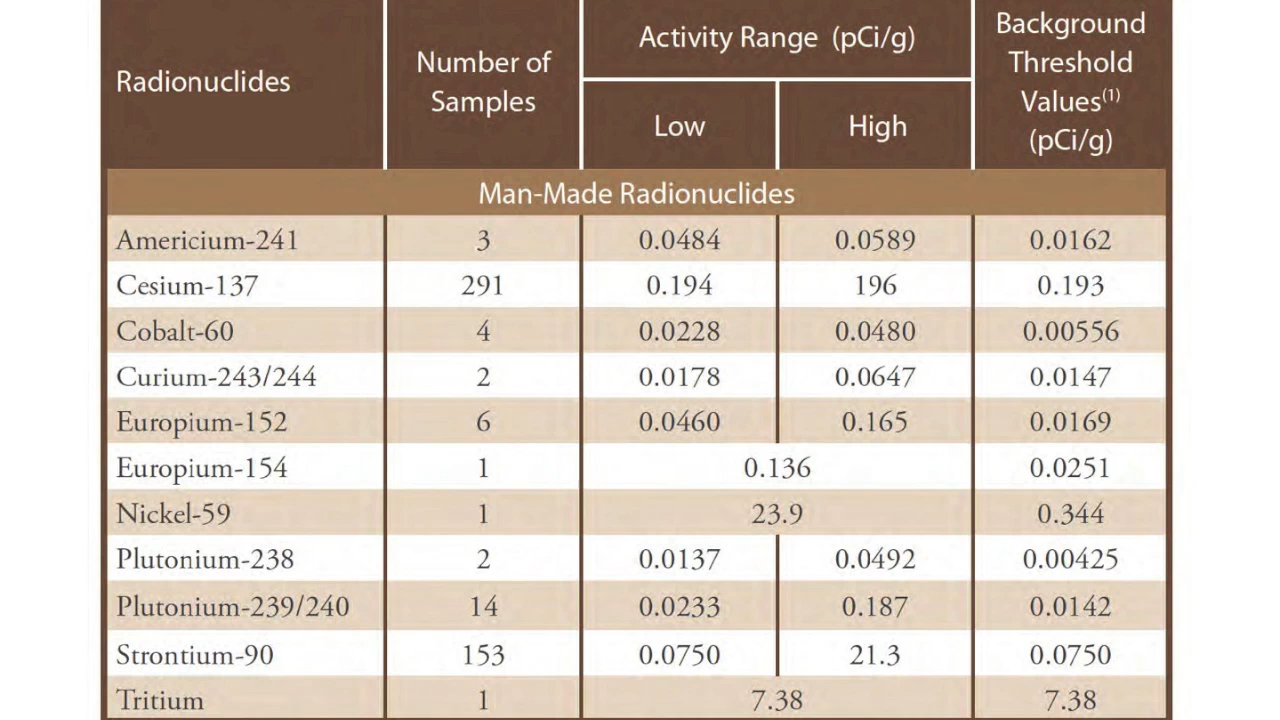 Radionuclides Number of Samples Activity Range (pCi/g) Background Threshold Values(1) (pCi/g)
Low High
Man-Made Radionuclides
Americium-241 3 0.0484 0.0589 0.0162
Cesium-137 291 0.194 196 0.193
Cobalt-60 4 0.0228 0.0480 0.00556
Curium-243/244 2 0.0178 0.0647 0.0147
Europium-152 6 0.0460 0.165 0.0169
Europium-154 1 0.136 0.0251
Nickel-59 1 23.9 0.344
Plutonium-238 2 0.0137 0.0492 0.00425
Plutonium-239/240 14 0.0233 0.187 0.0142
Strontium-90 153 0.0750 21.3 0.0750
Tritium 1 7.38 7.38